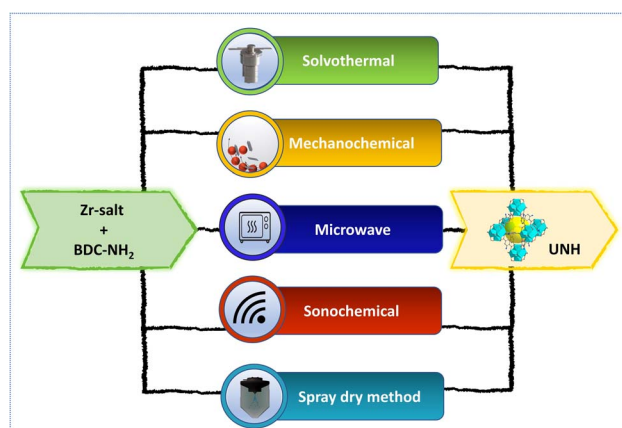 Solvothermal
Mechanochemical
Zr-salt
+
BDC-NH₂
Microwave
UNH
Sonochemical
Spray dry method